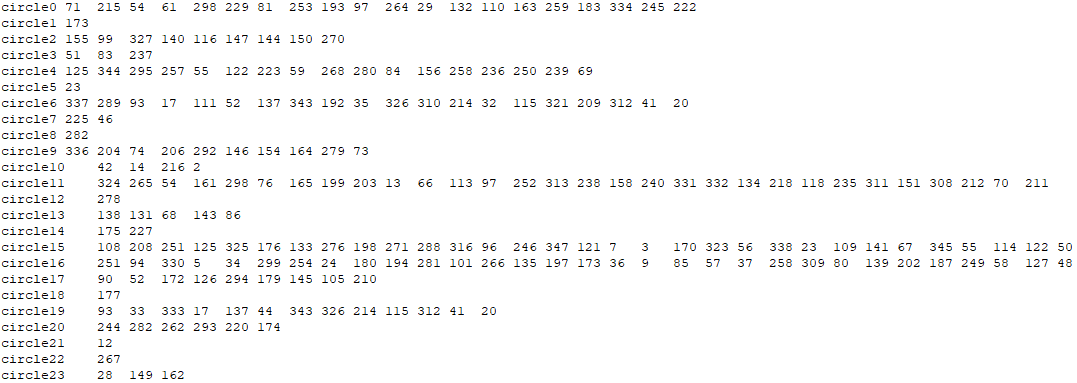 circle0 71 215 54 61 298 229 81 253 193 97 264 29 132 110 163 259 183 334 245 222
circle1 173
circle2 155 99 327 140 116 147 144 150 270
circle3 51 83 237
circle4 125 344 295 257 55 122 223 59 268 280 84 156 258 236 250 239 69
circle5 23
circle6 337 289 93 17 111 52 137 343 192 35 326 310 214 32 115 321 209 312 41 20
circle7 225 46
circle8 282
circle9 336 204 74 206 292 146 154 164 279 73
circle10 42 14 216 2
circle11 324 265 54 161 298 76 165 199 203 13 66 113 97 252 313 238 158 240 331 332 134 218 118 235 311 151 308 212 70 211
circle12 278
circle13 138 131 68 143 86
circle14 175 227
circle15 108 208 251 125 325 176 133 276 198 271 288 316 96 246 347 121 7 3 170 323 56 338 23 109 141 67 345 55 114 122 50
circle16 251 94 330 5 34 299 254 24 180 194 281 101 266 135 197 173 36 9 85 57 37 258 309 80 139 202 187 249 58 127 48
circle17 90 52 172 126 294 179 145 105 210
circle18 177
circle19 93 33 333 17 137 44 343 326 214 115 312 41 20
circle20 244 282 262 293 220 174
circle21 12
circle22 267
circle23 28 149 162